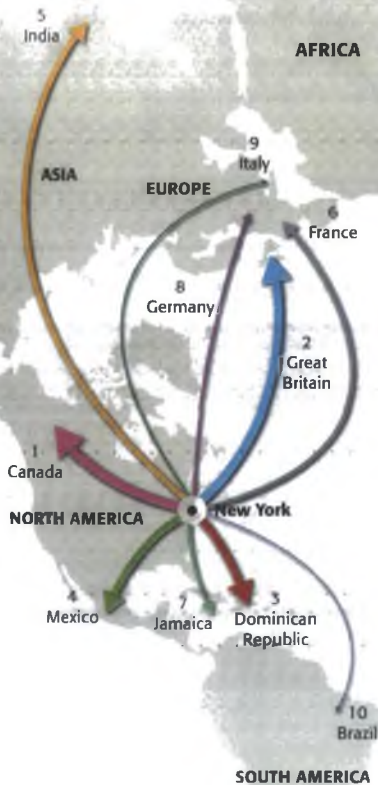 5
India
AFRICA
9
Italy
ASIA
EUROPE
6
France
8
Germany
2
Great
Britain
1
Canada
New York
NORTH AMERICA
4
Mexico
7
Jamaica
3
Dominican
Republic
10
Brazil
SOUTH AMERICA